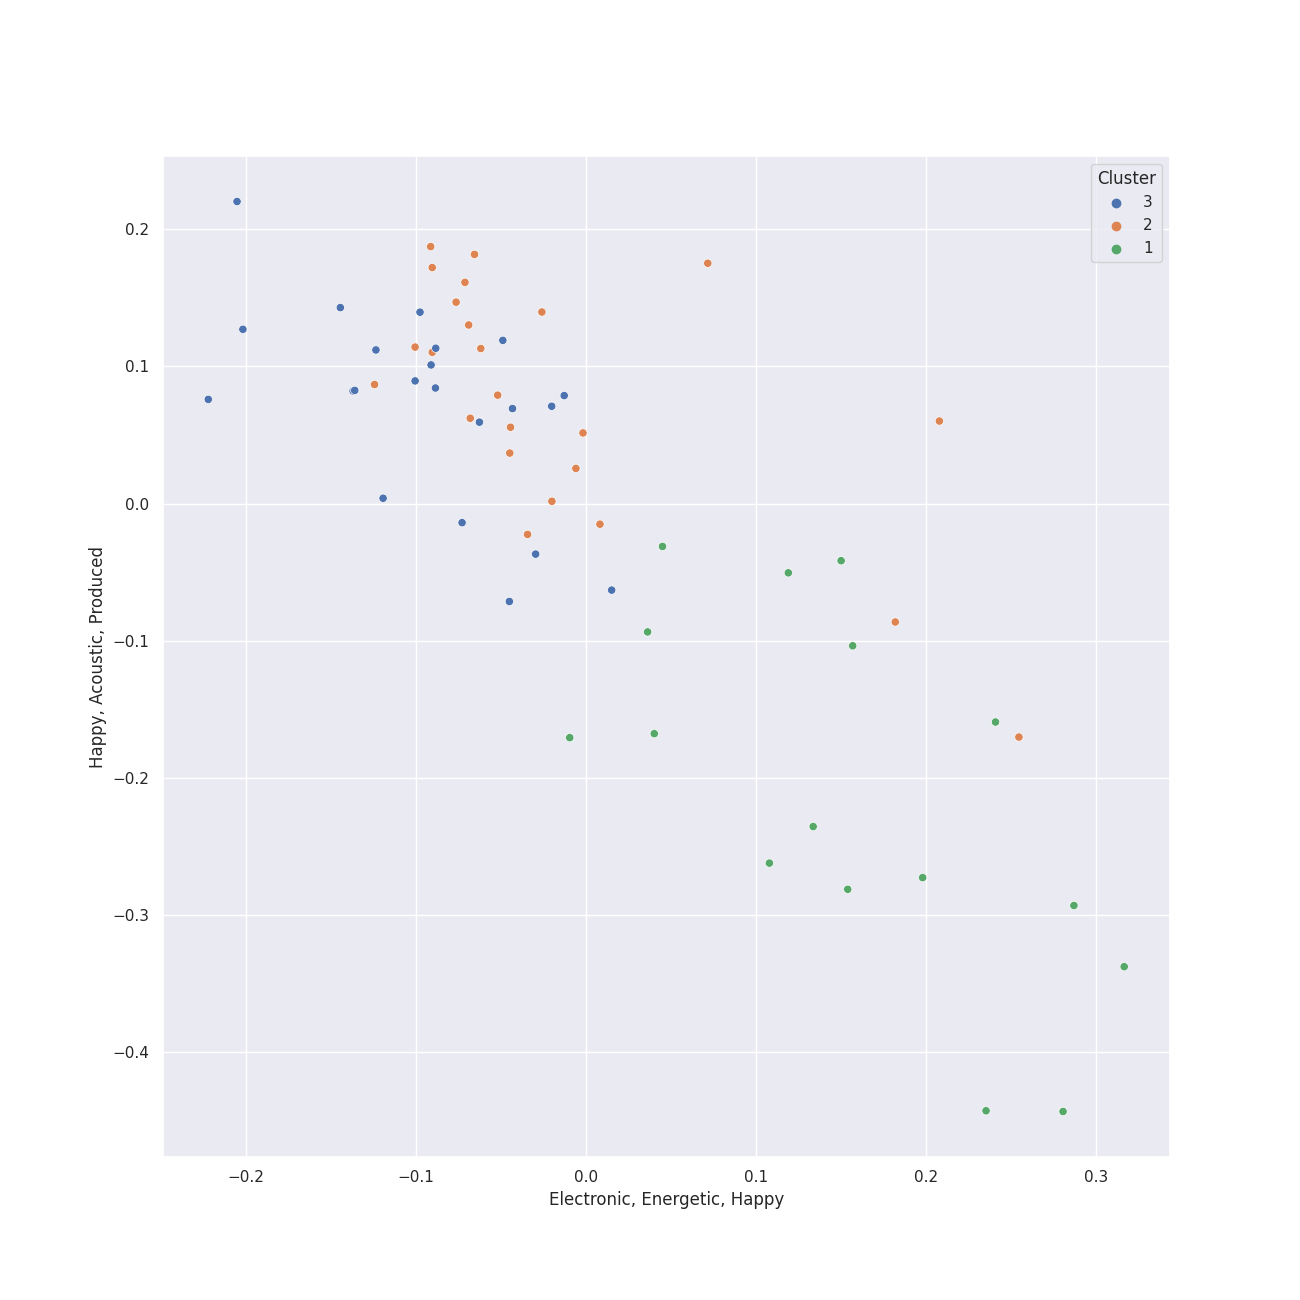 Cluster
3
2
1
0.2
0.1
0.0
−0.1
−0.2
−0.3
−0.4
Happy, Acoustic, Produced
−0.2 −0.1 0.0 0.1 0.2 0.3
Electronic, Energetic, Happy